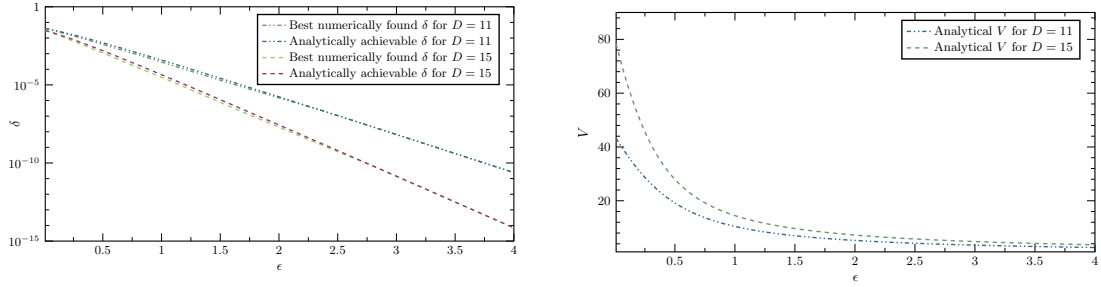 1
10−5
10−10
10−15
δ
Best numerically found δ for D = 11
Analytically achievable δ for D = 11
Best numerically found δ for D = 15
Analytically achievable δ for D = 15
0.5 1 1.5 2 2.5 3 3.5 4
ϵ
80
60
40
20
V
Analytical V for D = 11
Analytical V for D = 15
0.5 1 1.5 2 2.5 3 3.5 4
ϵ